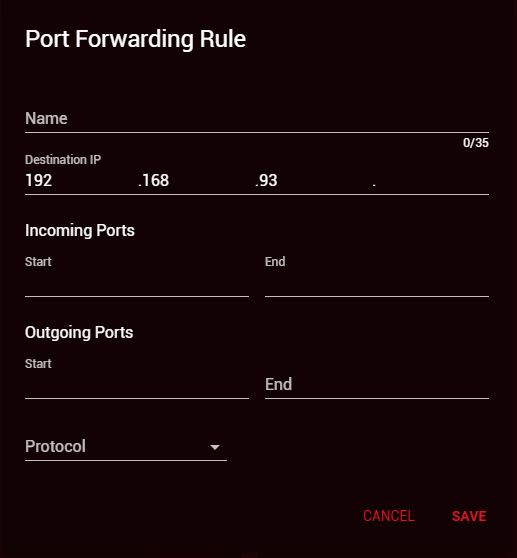 Port Forwarding Rule
Name
0/35
Destination IP
192 .168 .93 .
Incoming Ports
Start End
Outgoing Ports
Start End
Protocol
CANCEL SAVE